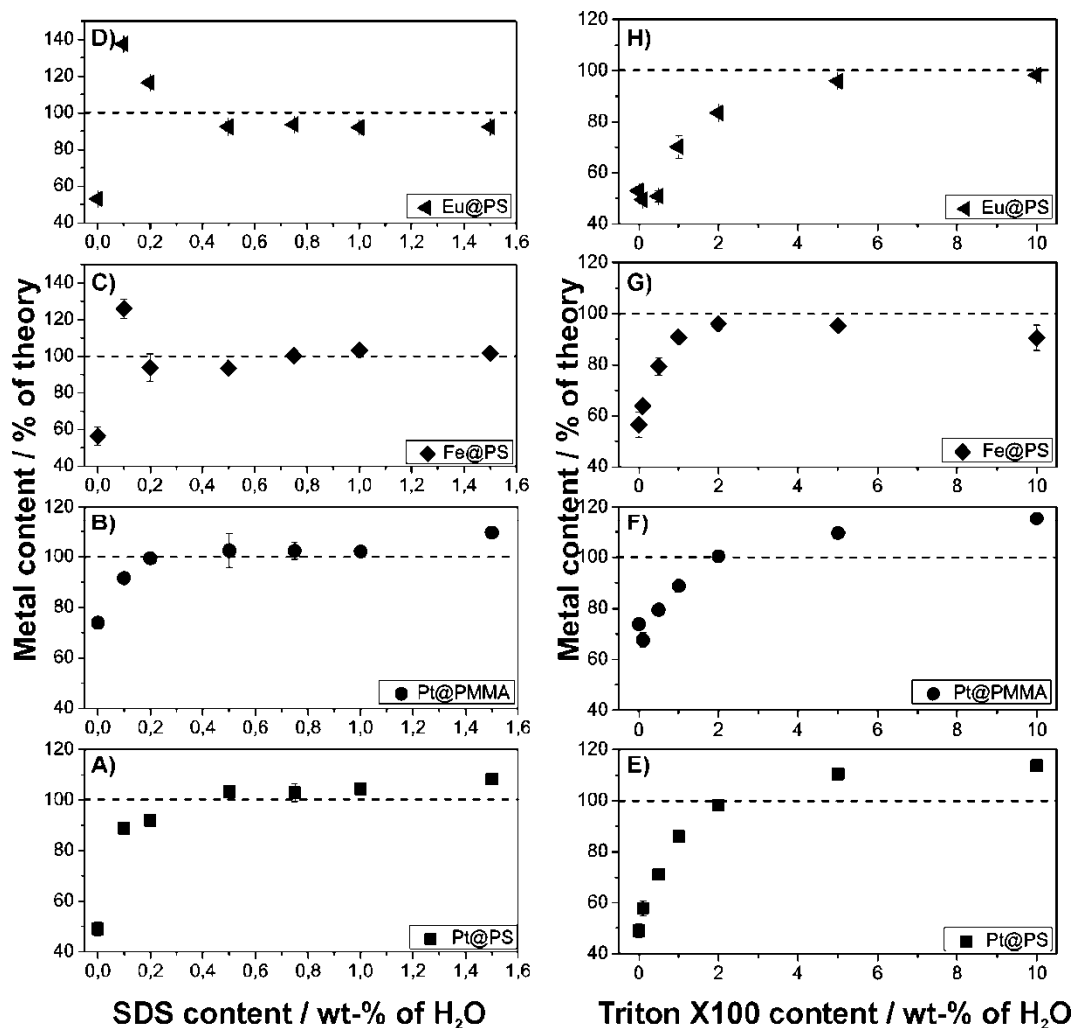 D)
140
120
100
80
60
40
0,0 0,2 0,4 0,6 0,8 1,0 1,2 1,4 1,6
Eu@PS
C)
140
120
100
80
60
40
0,0 0,2 0,4 0,6 0,8 1,0 1,2 1,4 1,6
Fe@PS
B)
120
100
80
60
40
0,0 0,2 0,4 0,6 0,8 1,0 1,2 1,4 1,6
Pt@PMMA
A)
120
100
80
60
40
0,0 0,2 0,4 0,6 0,8 1,0 1,2 1,4 1,6
Pt@PS
Metal content / % of theory
SDS content / wt-% of H₂O
H)
120
100
80
60
40
0 2 4 6 8 10
Eu@PS
G)
120
100
80
60
40
0 2 4 6 8 10
Fe@PS
F)
120
100
80
60
40
0 2 4 6 8 10
Pt@PMMA
E)
120
100
80
60
40
0 2 4 6 8 10
Pt@PS
Metal content / % of theory
Triton X100 content / wt-% of H₂O